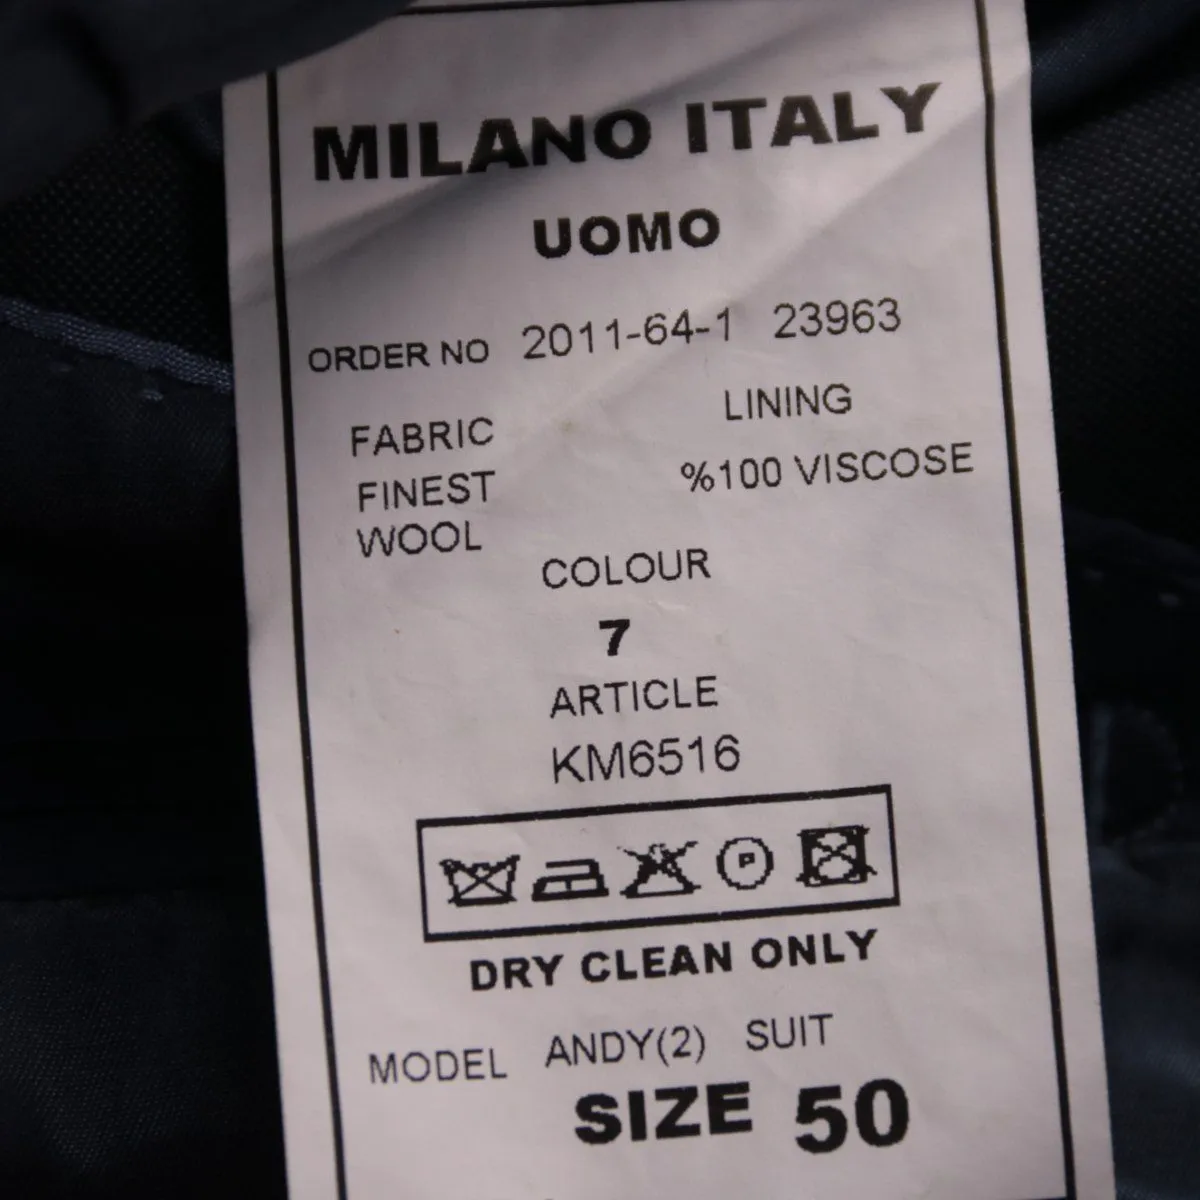 MILANO ITALY
UOMO
ORDER NO 2011-64-1 23963
FABRIC LINING
FINEST %100 VISCOSE
WOOL
COLOUR
7
ARTICLE
KM6516
P
DRY CLEAN ONLY
MODEL ANDY(2) SUIT
SIZE 50